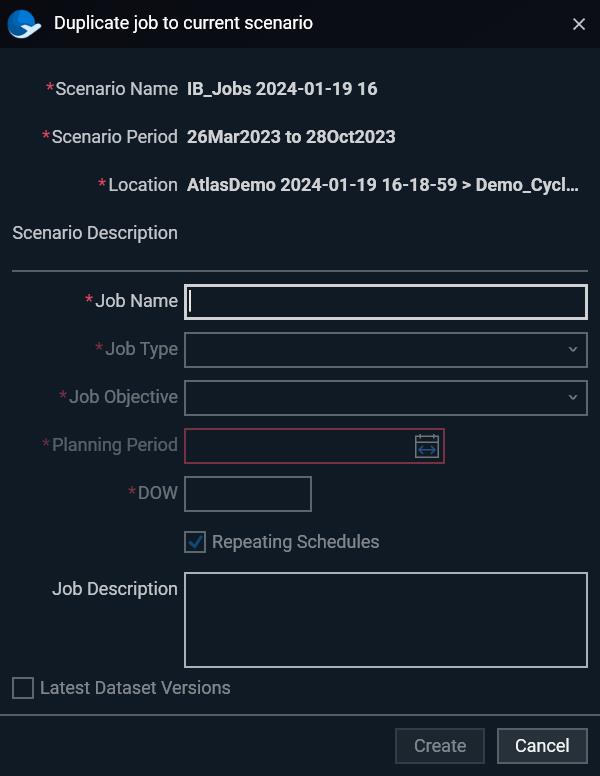 Duplicate job to current scenario
*Scenario Name IB_Jobs 2024-01-19 16
*Scenario Period 26Mar2023 to 28Oct2023
*Location AtlasDemo 2024-01-19 16-18-59 > Demo_Cycl...
Scenario Description
*Job Name
*Job Type
*Job Objective
*Planning Period
*DOW
Repeating Schedules
Job Description
Latest Dataset Versions
Create Cancel